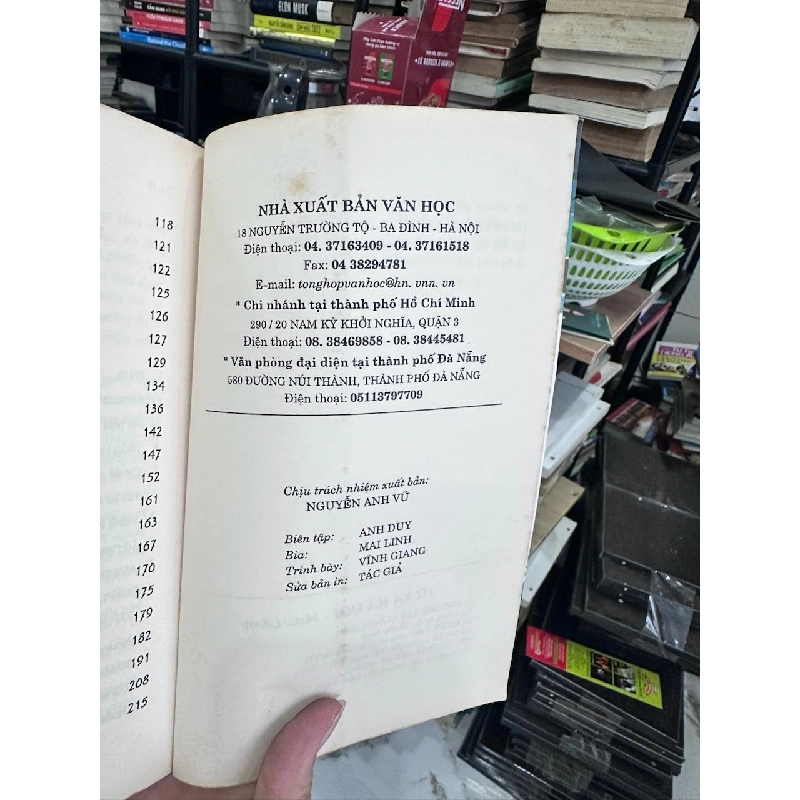 ELON MUSK
Behind the Cloud
118
121
122
125
126
127
129
134
136
142
147
152
161
163
167
170
175
179
182
191
208
215
NHÀ XUẤT BẢN VĂN HỌC
18 NGUYỄN TRƯỜNG TỘ - BA ĐÌNH - HÀ NỘI
Điện thoại: 04. 37163409 - 04. 37161518
Fax: 04 38294781
E-mail: tonghopvanhoc@hn. vnn. vn
* Chi nhánh tại thành phố Hồ Chí Minh
290 / 20 NAM KỲ KHỞI NGHĨA, QUẬN 3
Điện thoại: 08. 38469858 - 08. 38445481
* Văn phòng đại diện tại thành phố Đà Nẵng
580 ĐƯỜNG NÚI THÀNH, THÀNH PHỐ ĐÀ NẴNG
Điện thoại: 05113797709
Chịu trách nhiệm xuất bản:
NGUYỄN ANH VŨ
Biên tập: ANH DUY
Bìa: MAI LINH
Trình bày: VĨNH GIANG
Sửa bản in: TÁC GIẢ